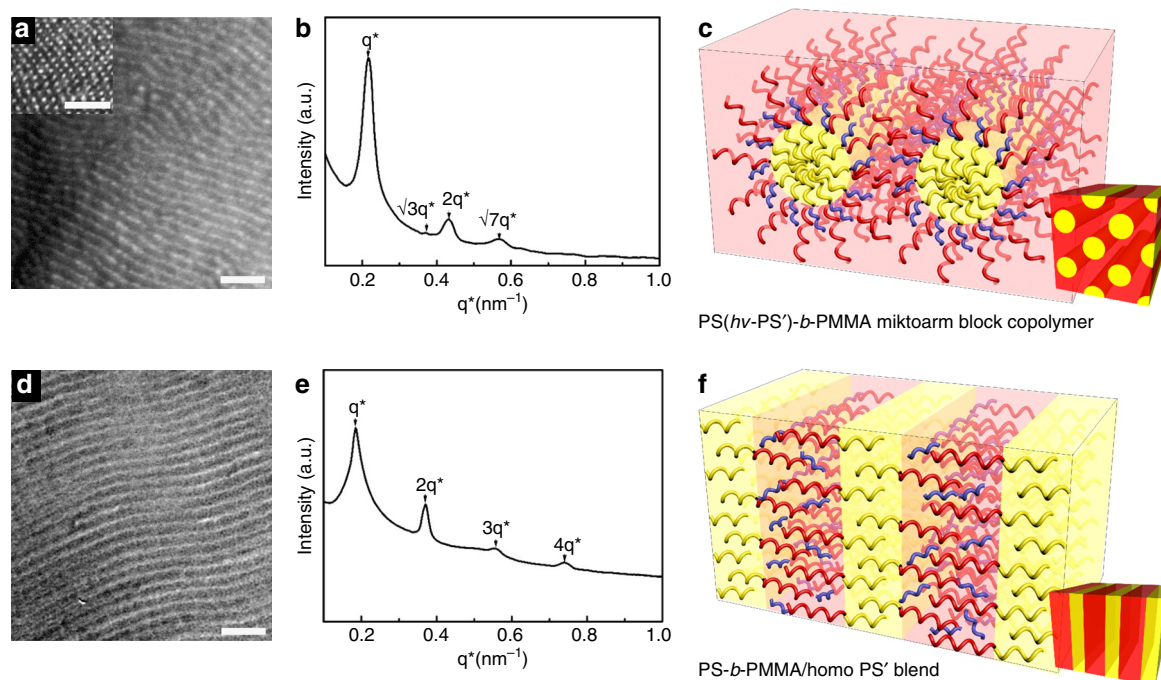 a
b
q*
√3q*
2q*
√7q*
Intensity (a.u.)
0.2 0.4 0.6 0.8 1.0
q*(nm⁻¹)
c
PS(hv-PS′)-b-PMMA miktoarm block copolymer
d
e
q*
2q*
3q*
4q*
Intensity (a.u.)
0.2 0.4 0.6 0.8 1.0
q*(nm⁻¹)
f
PS-b-PMMA/homo PS′ blend